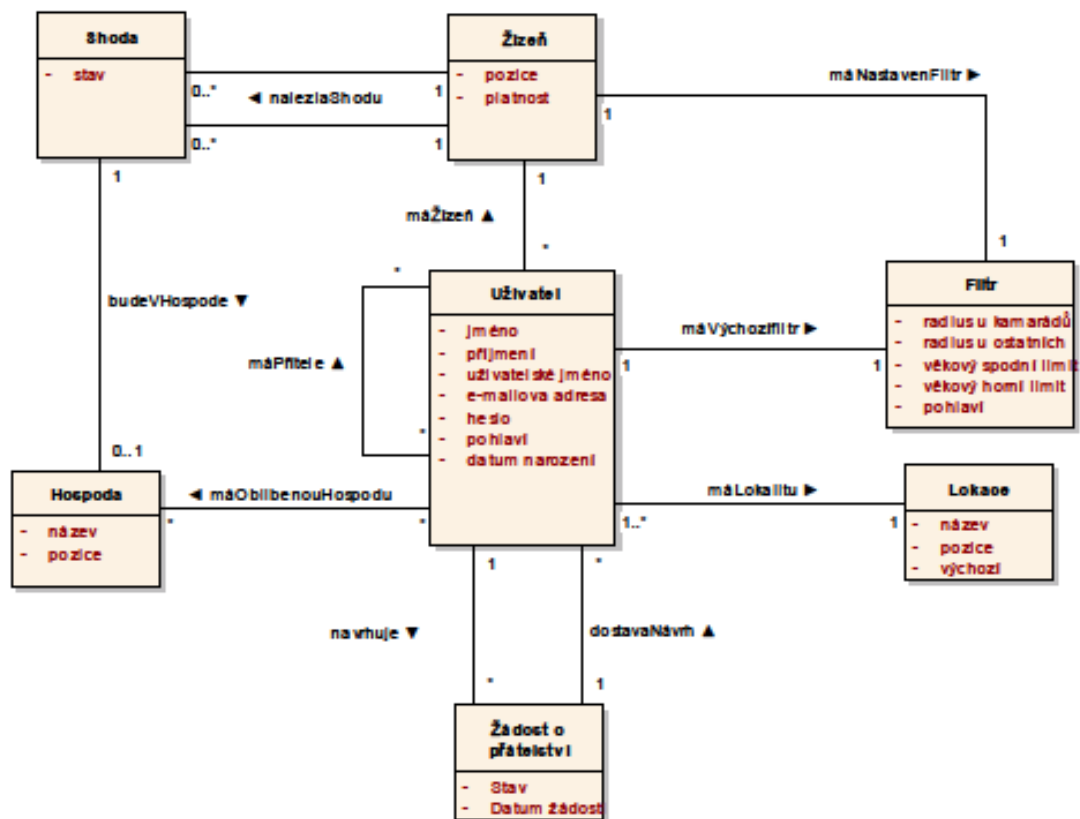 Shoda
- stav
Žízeň
- pozice
- platnost
máNastavenFiltr ►
0..*
1
◄ nalezlaShodu
0..*
1
1
1
1
máŽízeň ▲
*
1
budeVHospode ▼
*
máPřítele ▲
*
Uživatel
- jméno
- příjmení
- uživatelské jméno
- e-mailova adresa
- heslo
- pohlaví
- datum narození
máVýchozífiltr ►
1
1
Filtr
- radius u kamarádů
- radius u ostatních
- věkový spodní limit
- věkový horní limit
- pohlaví
0..1
Hospoda
- název
- pozice
◄ máOblíbenouHospodu
*
*
máLokalitu ►
1..*
1
Lokace
- název
- pozice
- výchozí
1
*
navrhuje ▼
dostavaNávrh ▲
*
1
Žádost o
přátelství
- Stav
- Datum žádost